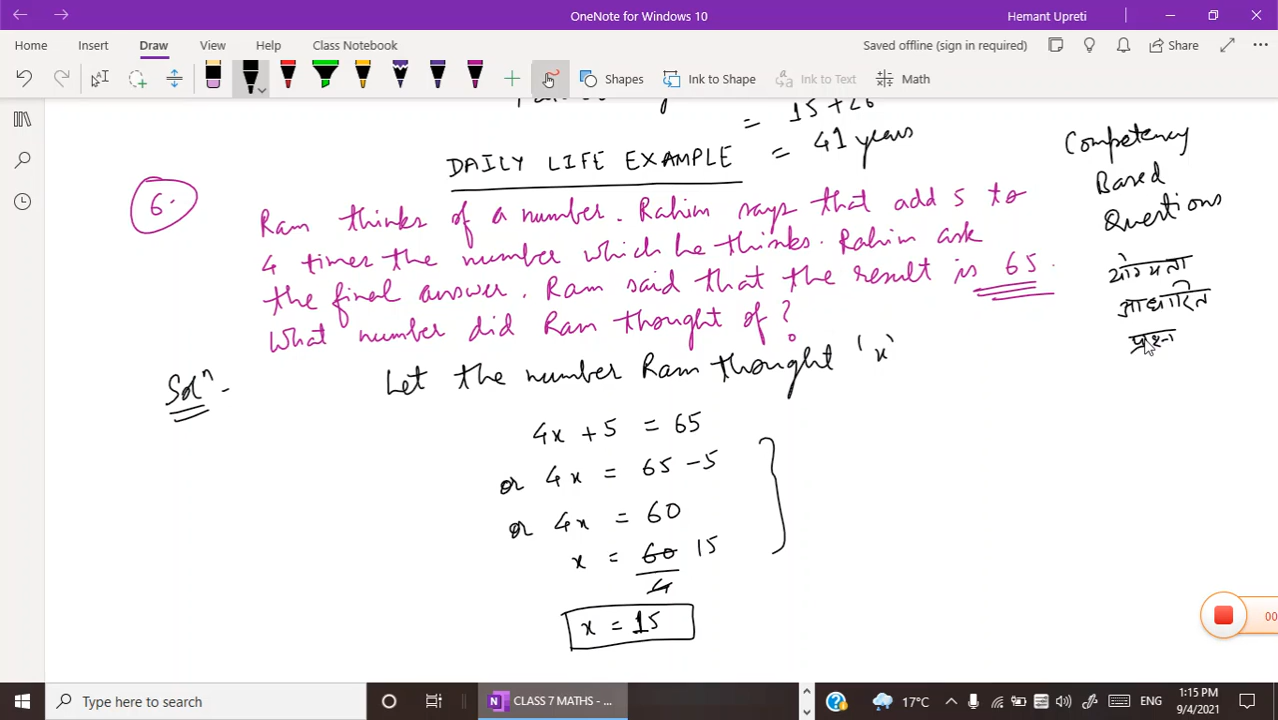 OneNote for Windows 10
Hemant Upreti
Home Insert Draw View Help Class Notebook
Saved offline (sign in required)
Share
Shapes
Ink to Shape
Ink to Text
Math
= 15 + 26
= 41 years
DAILY LIFE EXAMPLE
6.
Ram thinks of a number. Rahim says that add 5 to
4 times the number which he thinks. Rahim ask
the final answer. Ram said that the result is 65.
What number did Ram thought of?
Solⁿ-
Let the number Ram thought 'x'
4x + 5 = 65
or 4x = 65 - 5
or 4x = 60
x = 60/4 15
x = 15
Competency
Based
Questions
योग्यता
आधारित
प्रश्न
00
Type here to search
CLASS 7 MATHS - ...
17°C
ENG
1:15 PM
9/4/2021